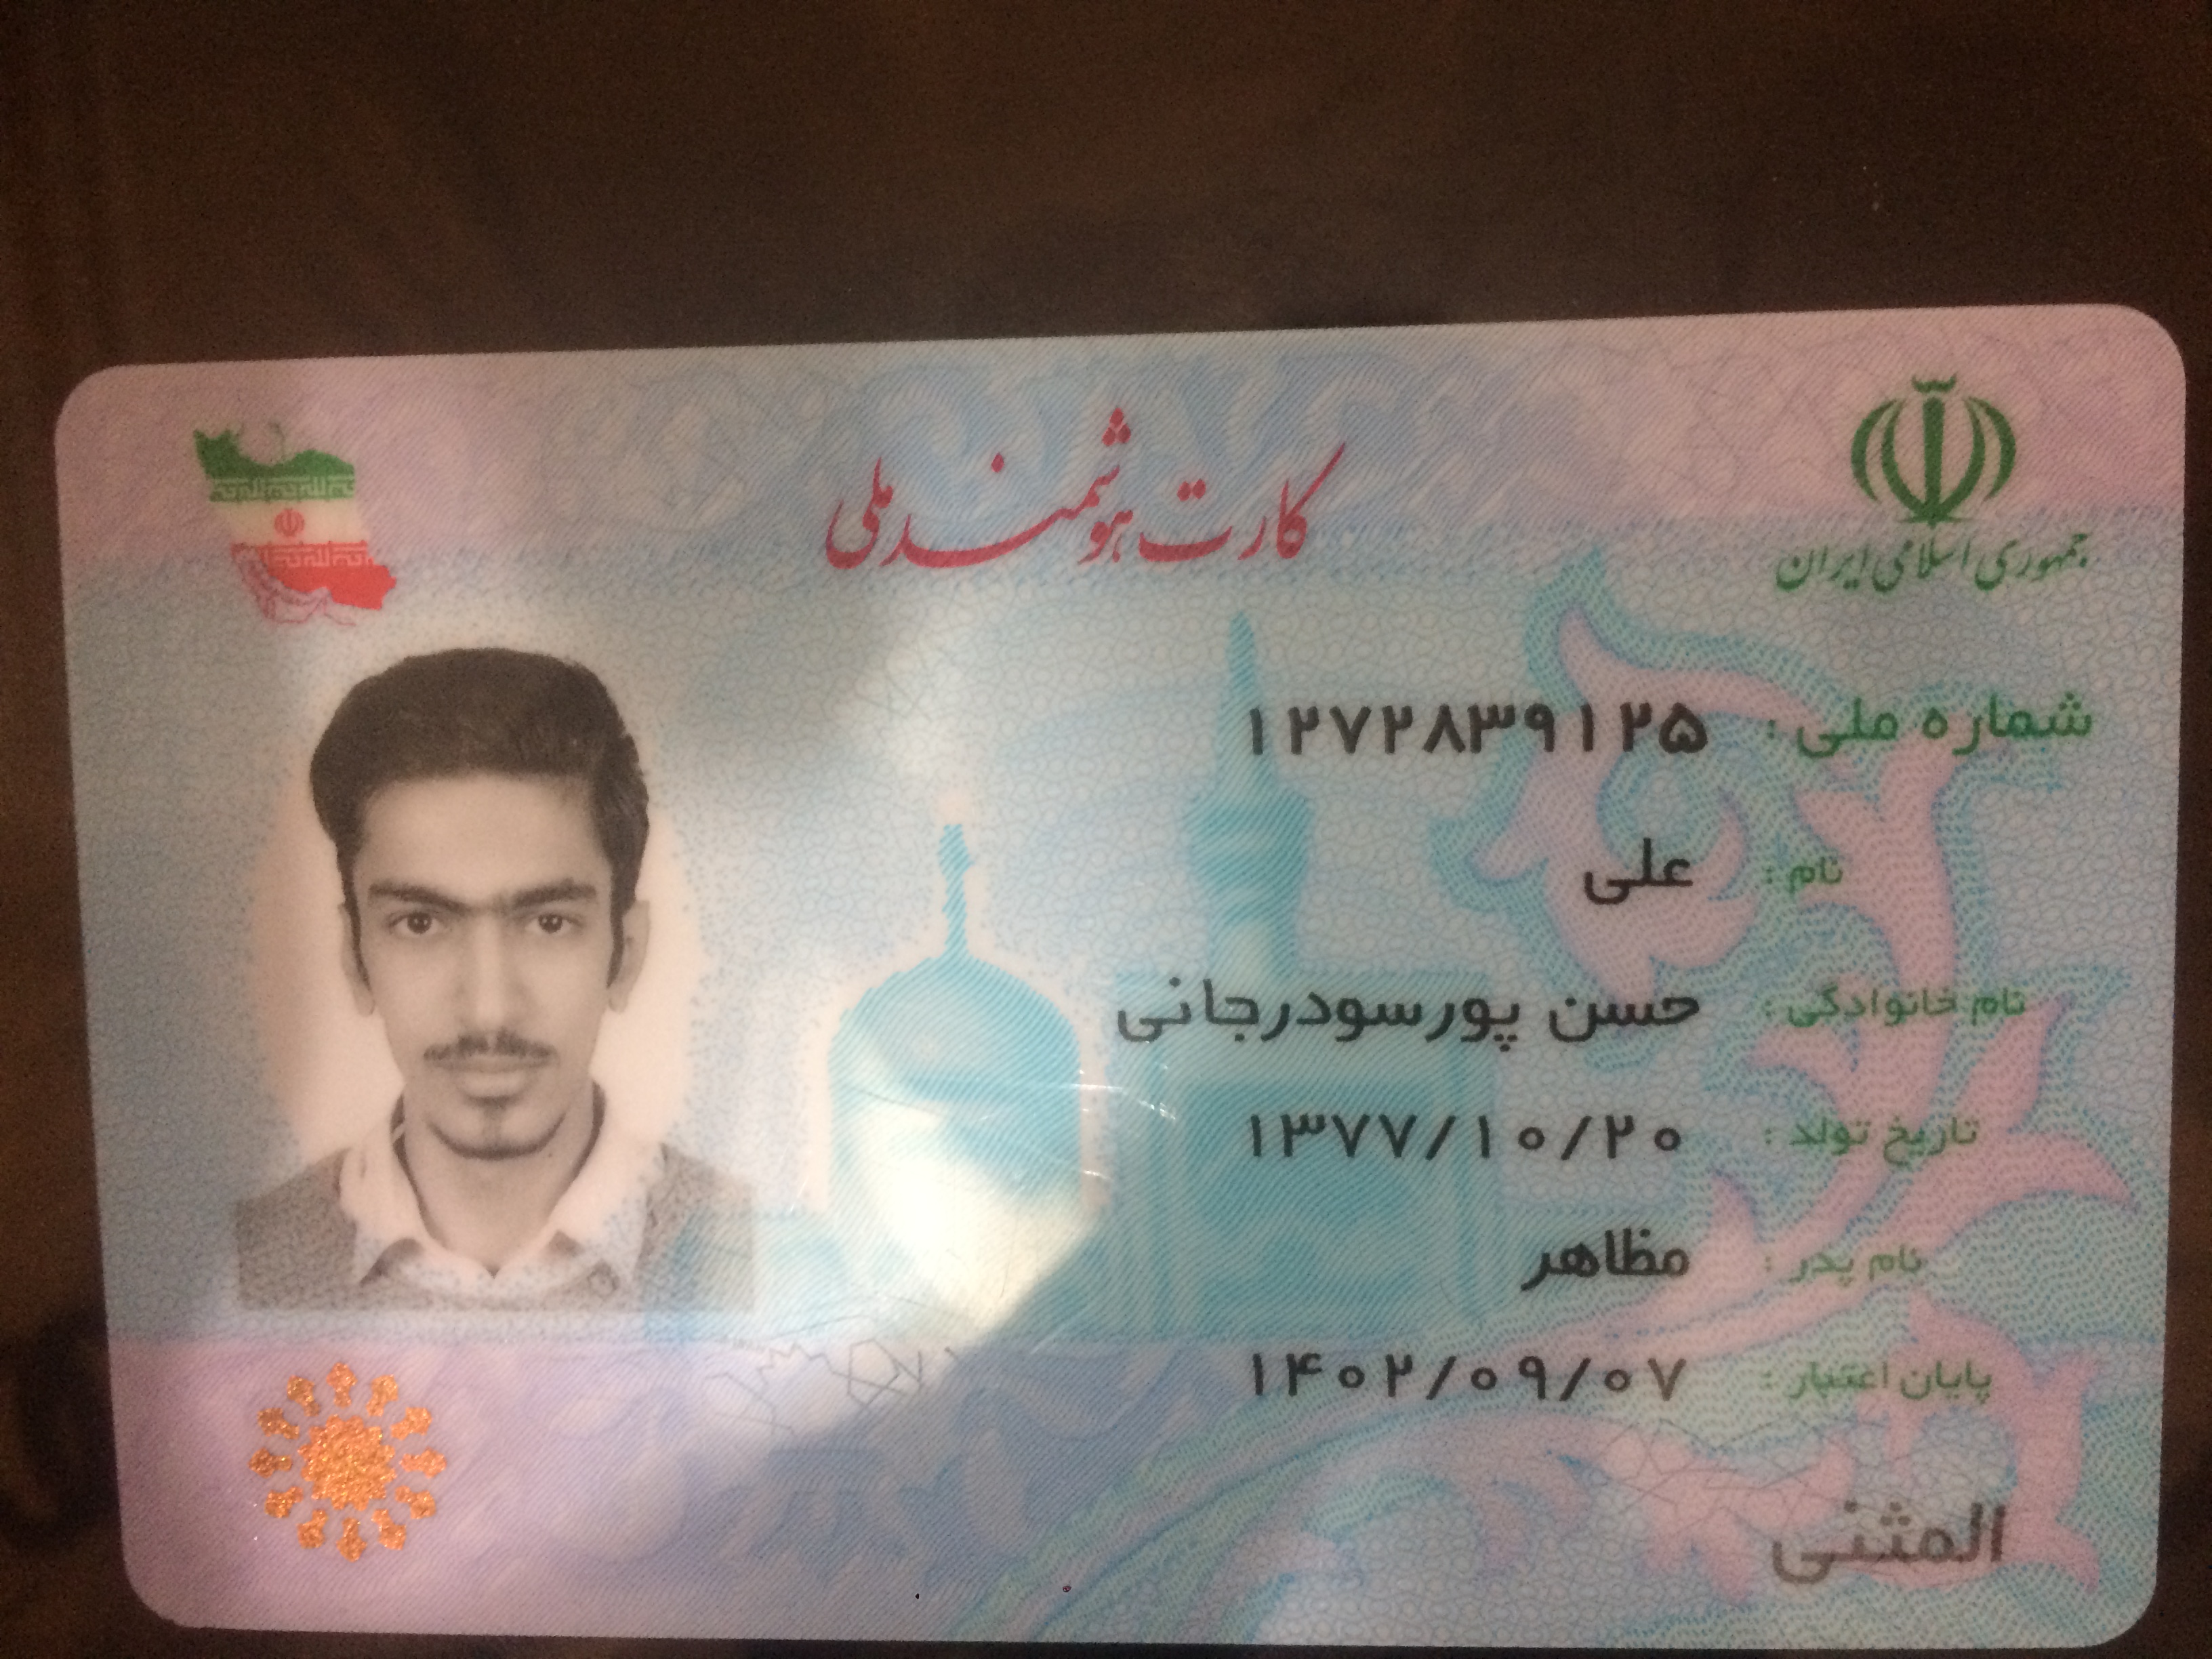 جمهوری اسلامی ایران
کارت هوشمند ملی
شماره ملی: ۱۲۷۲۸۳۹۱۲۵
نام: علی
نام خانوادگی: حسن پورسودرجانی
تاریخ تولد: ۱۳۷۷/۱۰/۲۰
نام پدر: مظاهر
پایان اعتبار: ۱۴۰۲/۰۹/۰۷
المثنی